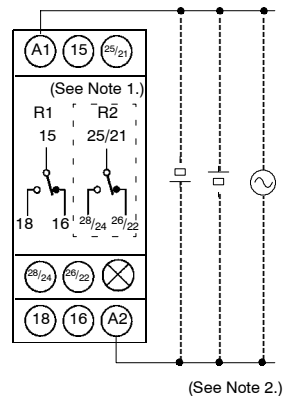 A1 15 25/21
(See Note 1.)
R1 R2
15 25/21
18 16 28/24 26/22
28/24 26/22
18 16 A2
(See Note 2.)